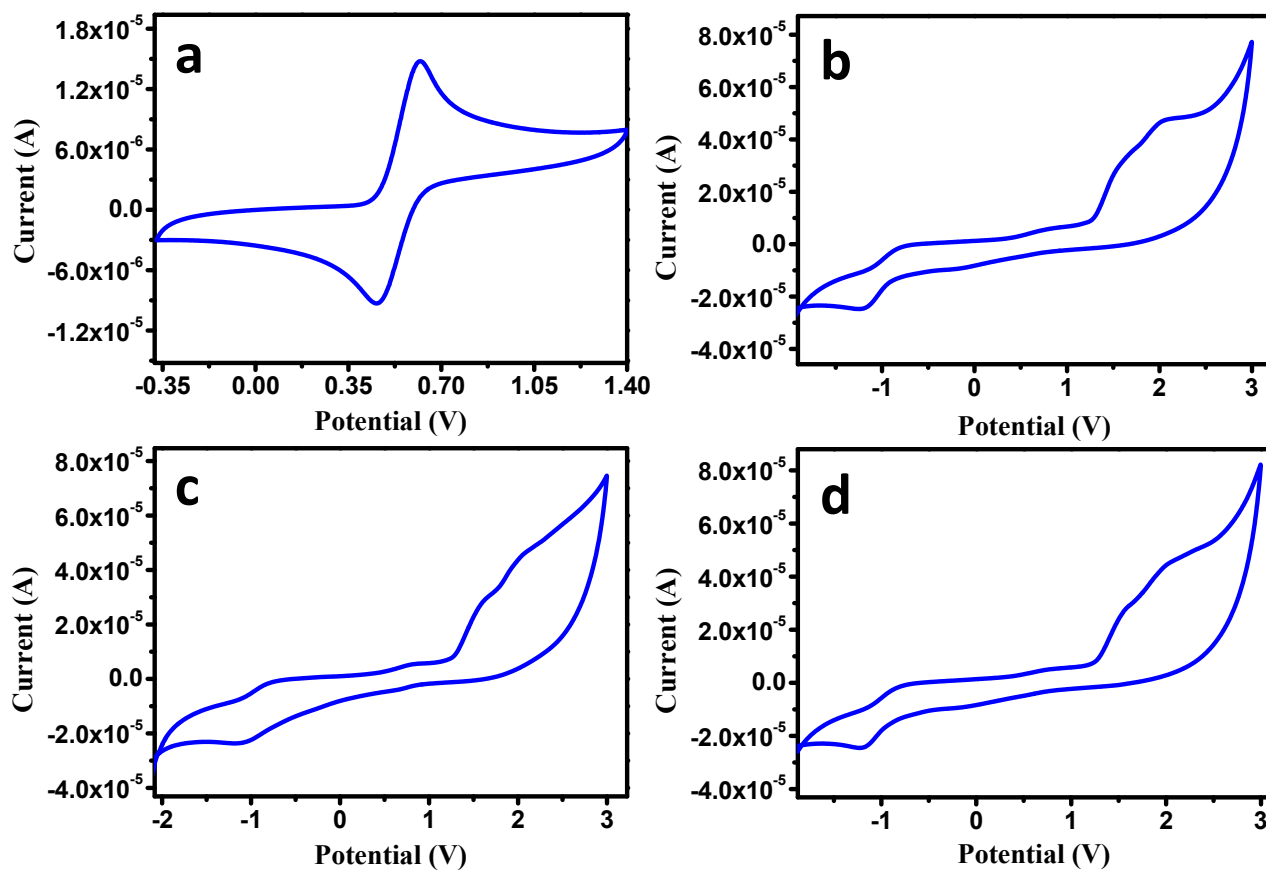 a
1.8x10⁻⁵
1.2x10⁻⁵
6.0x10⁻⁶
0.0
-6.0x10⁻⁶
-1.2x10⁻⁵
Current (A)
-0.35 0.00 0.35 0.70 1.05 1.40
Potential (V)
b
8.0x10⁻⁵
6.0x10⁻⁵
4.0x10⁻⁵
2.0x10⁻⁵
0.0
-2.0x10⁻⁵
-4.0x10⁻⁵
Current (A)
-1 0 1 2 3
Potential (V)
c
8.0x10⁻⁵
6.0x10⁻⁵
4.0x10⁻⁵
2.0x10⁻⁵
0.0
-2.0x10⁻⁵
-4.0x10⁻⁵
Current (A)
-2 -1 0 1 2 3
Potential (V)
d
8.0x10⁻⁵
6.0x10⁻⁵
4.0x10⁻⁵
2.0x10⁻⁵
0.0
-2.0x10⁻⁵
-4.0x10⁻⁵
Current (A)
-1 0 1 2 3
Potential (V)